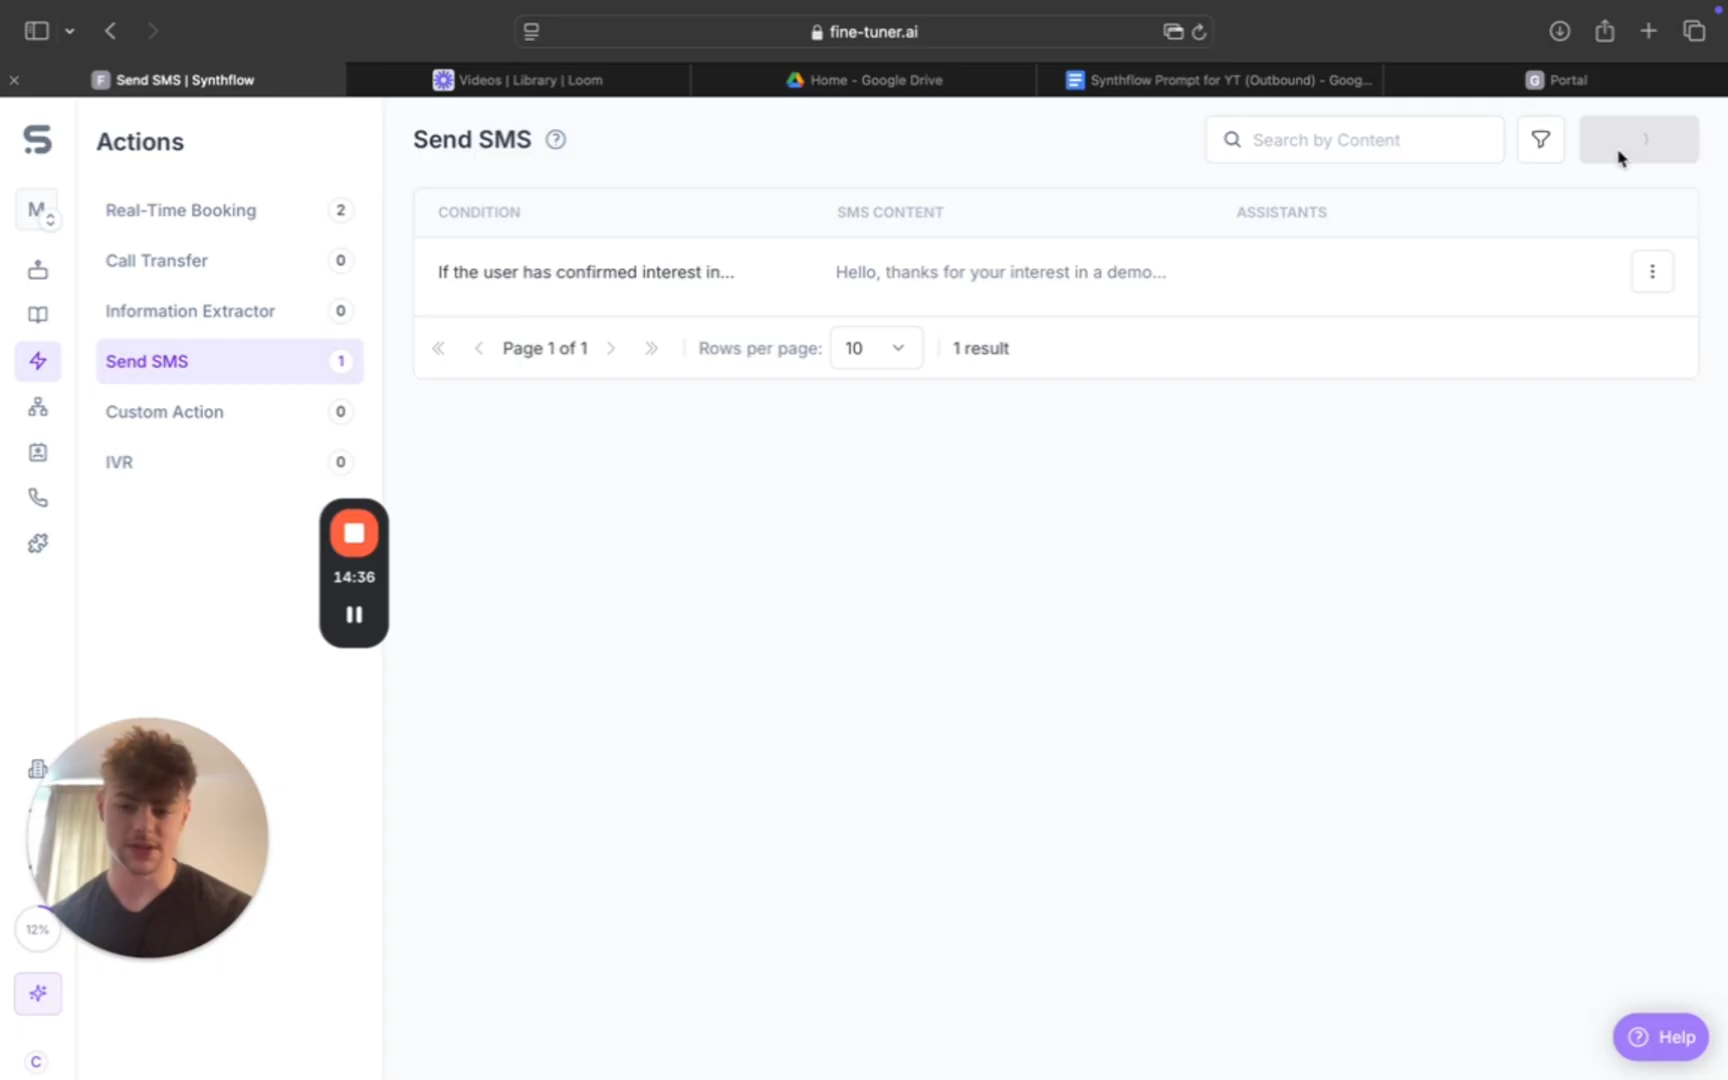 fine-tuner.ai
Send SMS | Synthflow
Videos | Library | Loom
Home - Google Drive
Synthflow Prompt for YT (Outbound) - Goog...
G Portal
F
Actions
Send SMS
Search by Content
M
Real-Time Booking 2
Call Transfer 0
Information Extractor 0
Send SMS 1
Custom Action 0
IVR 0
CONDITION SMS CONTENT ASSISTANTS
If the user has confirmed interest in... Hello, thanks for your interest in a demo...
Page 1 of 1 Rows per page: 10 1 result
14:36
12%
C
Help